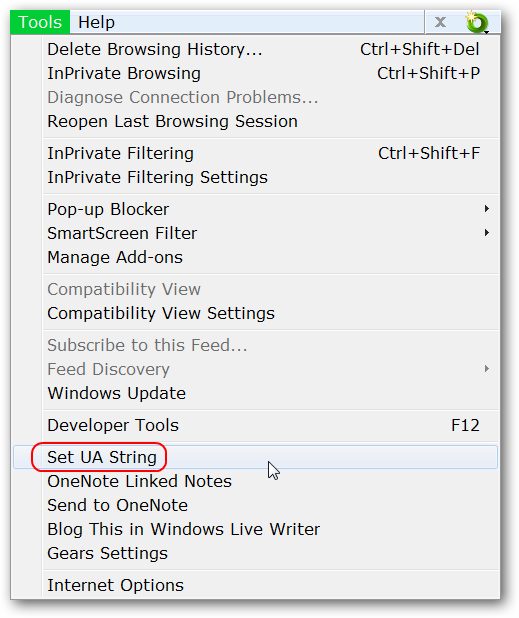 Tools Help x
Delete Browsing History... Ctrl+Shift+Del
InPrivate Browsing Ctrl+Shift+P
Diagnose Connection Problems...
Reopen Last Browsing Session
InPrivate Filtering Ctrl+Shift+F
InPrivate Filtering Settings
Pop-up Blocker
SmartScreen Filter
Manage Add-ons
Compatibility View
Compatibility View Settings
Subscribe to this Feed...
Feed Discovery
Windows Update
Developer Tools F12
Set UA String
OneNote Linked Notes
Send to OneNote
Blog This in Windows Live Writer
Gears Settings
Internet Options